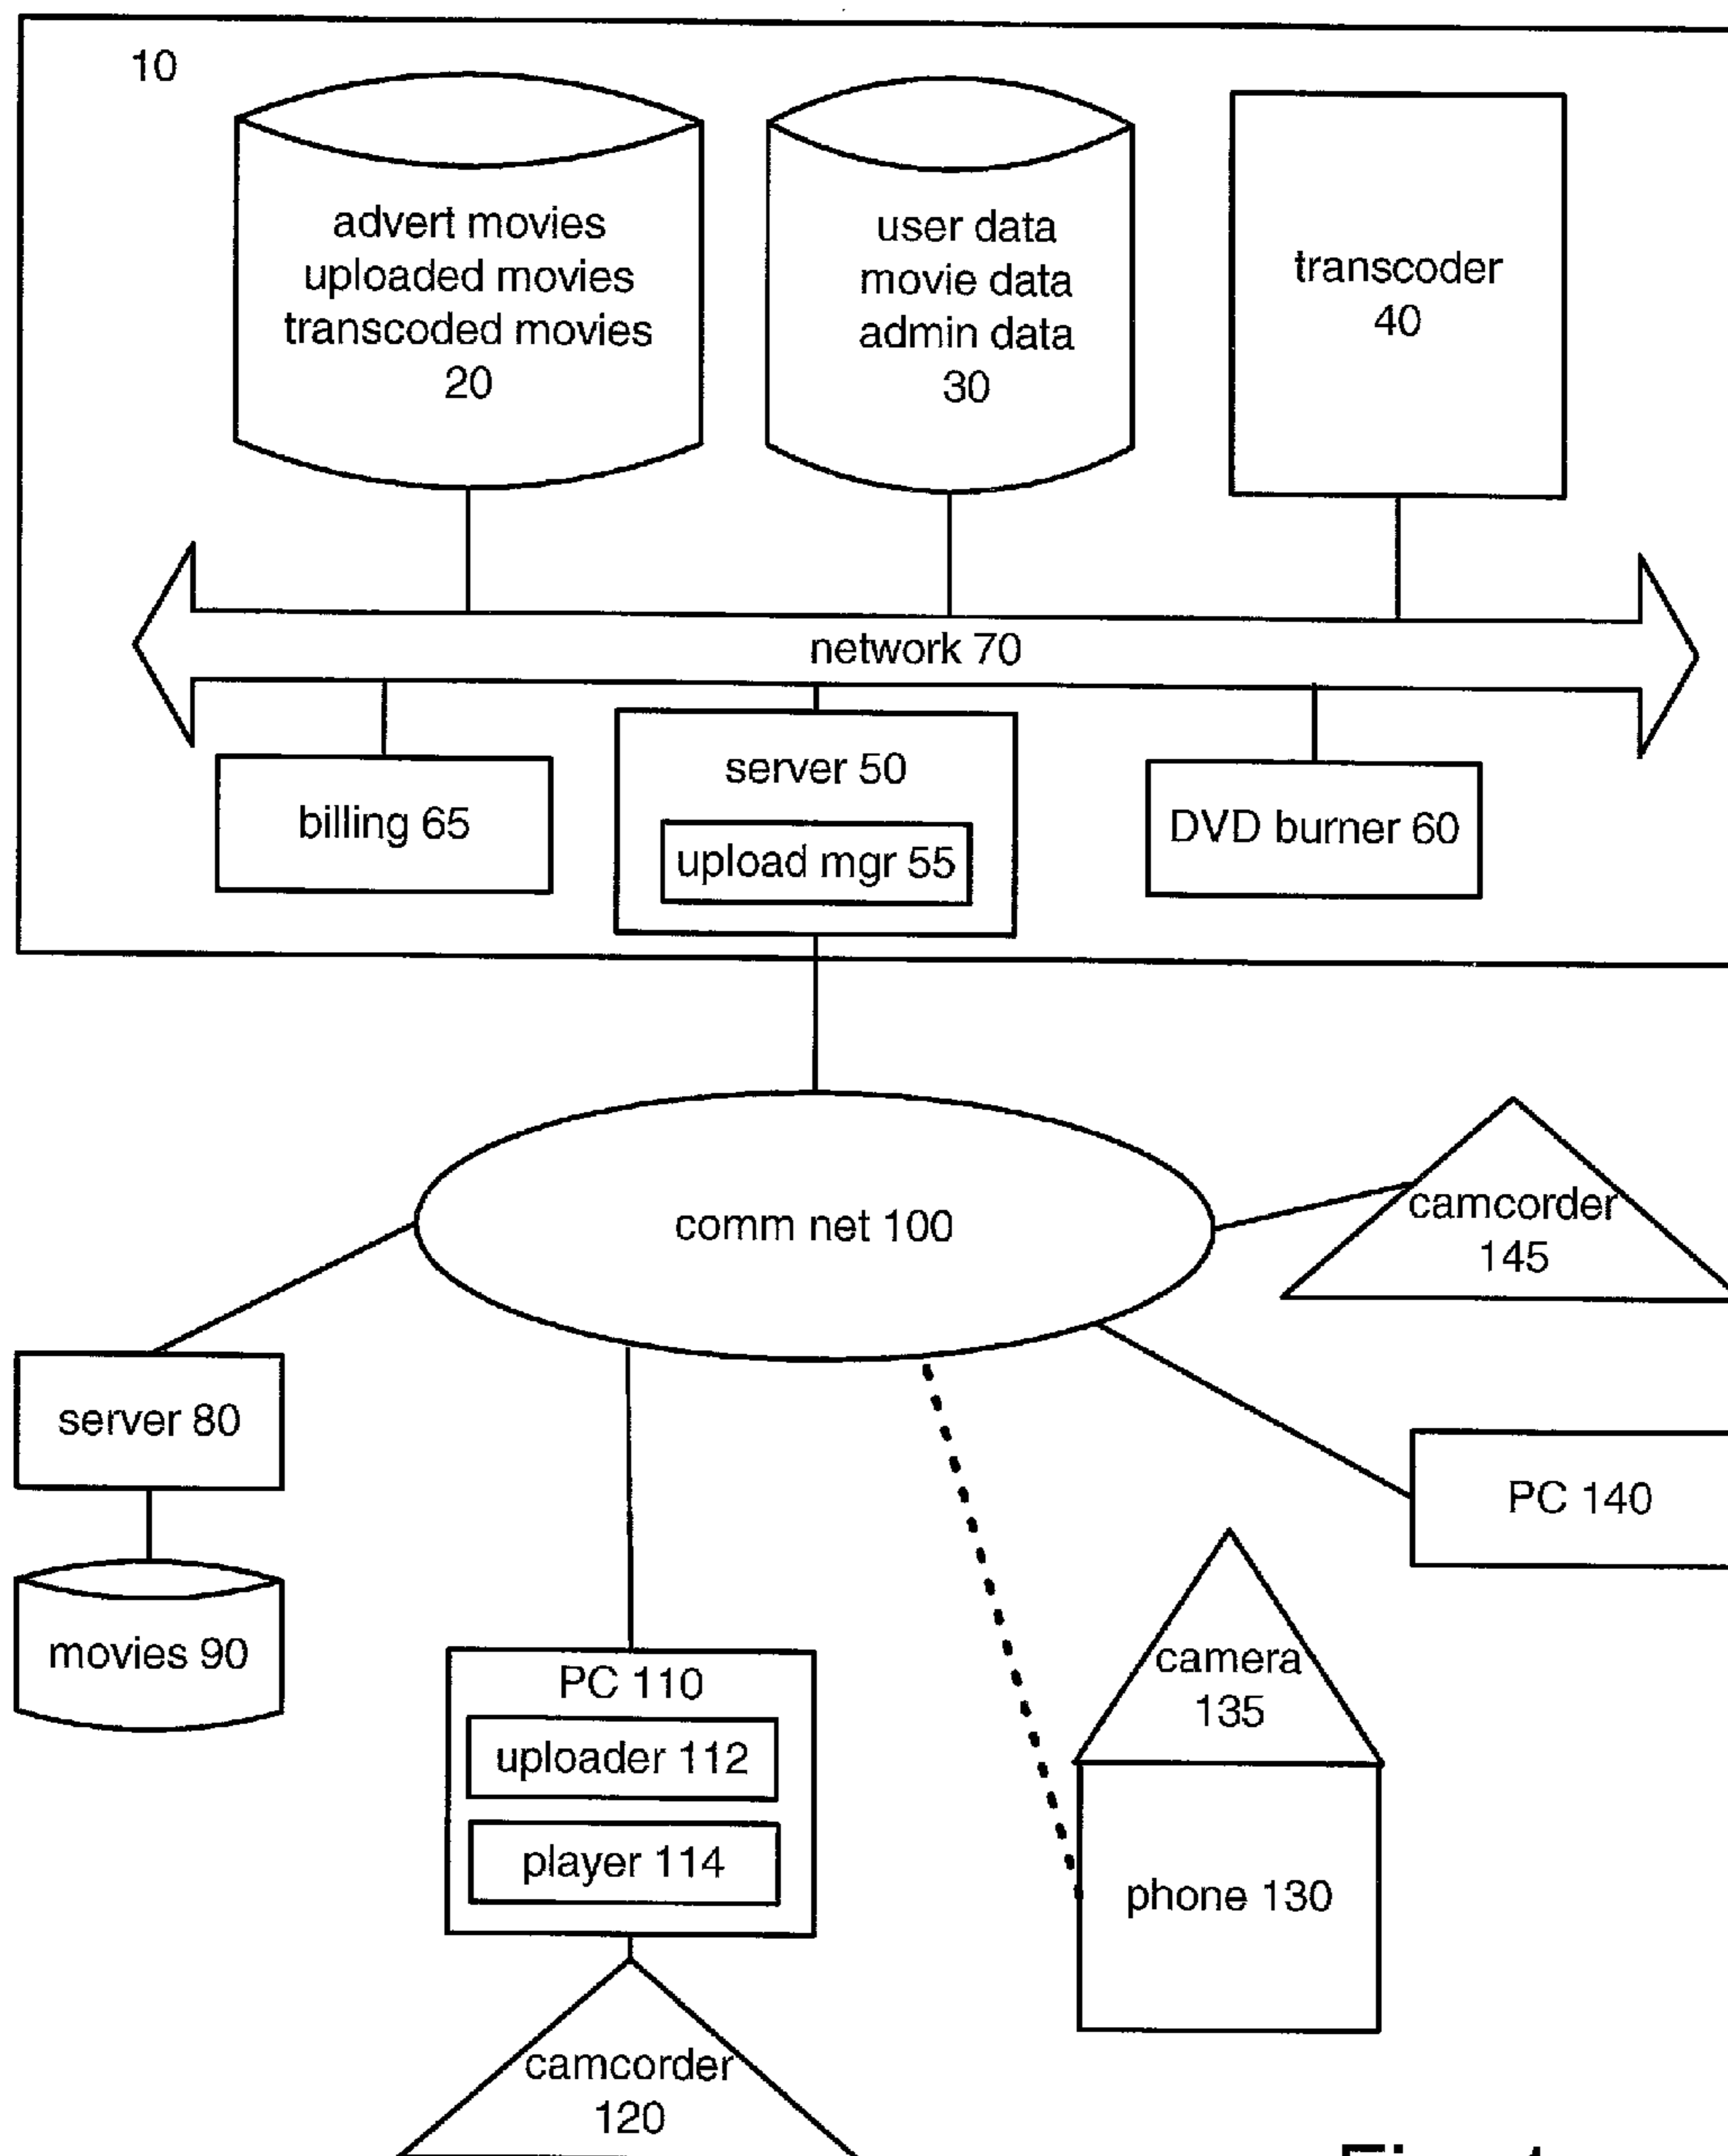 10
advert movies
uploaded movies
transcoded movies
20
user data
movie data
admin data
30
transcoder
40
network 70
billing 65
server 50
upload mgr 55
DVD burner 60
comm net 100
camcorder
145
server 80
PC 140
movies 90
PC 110
uploader 112
player 114
camera
135
phone 130
camcorder
120